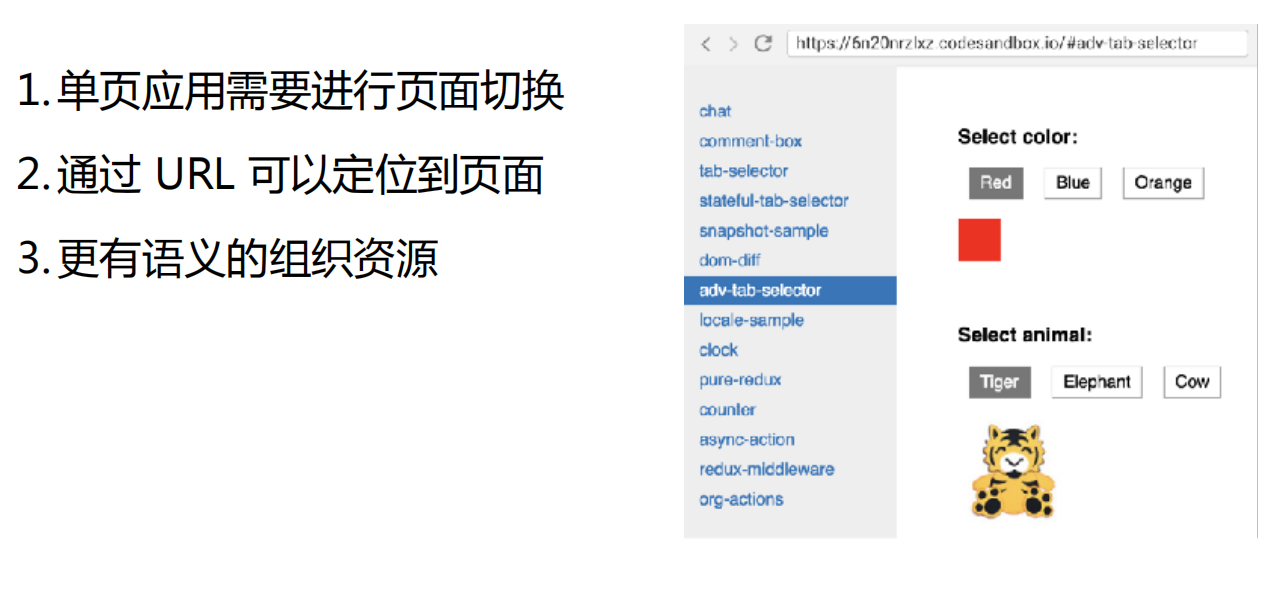 1. 单页应用需要进行页面切换
2. 通过 URL 可以定位到页面
3. 更有语义的组织资源
https://6n20nrzlxz.codesandbox.io/#adv-tab-selector
chat
comment-box
tab-selector
stateful-tab-selector
snapshot-sample
dom-diff
adv-tab-selector
locale-sample
clock
pure-redux
counter
async-action
redux-middleware
org-actions
Select color:
Red Blue Orange
Select animal:
Tiger Elephant Cow